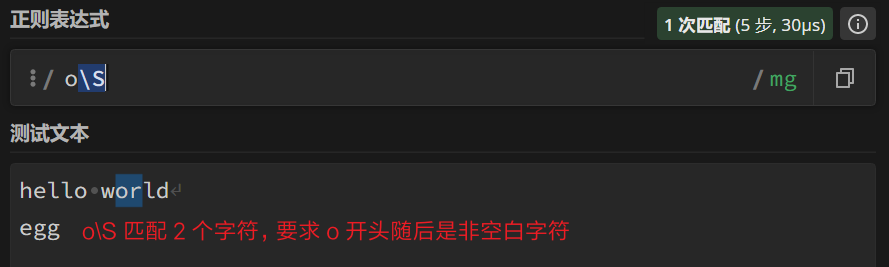 正则表达式
1 次匹配 (5 步, 30µs)
/ o\S / mg
测试文本
hello·world↵
egg o\S 匹配 2 个字符, 要求 o 开头随后是非空白字符